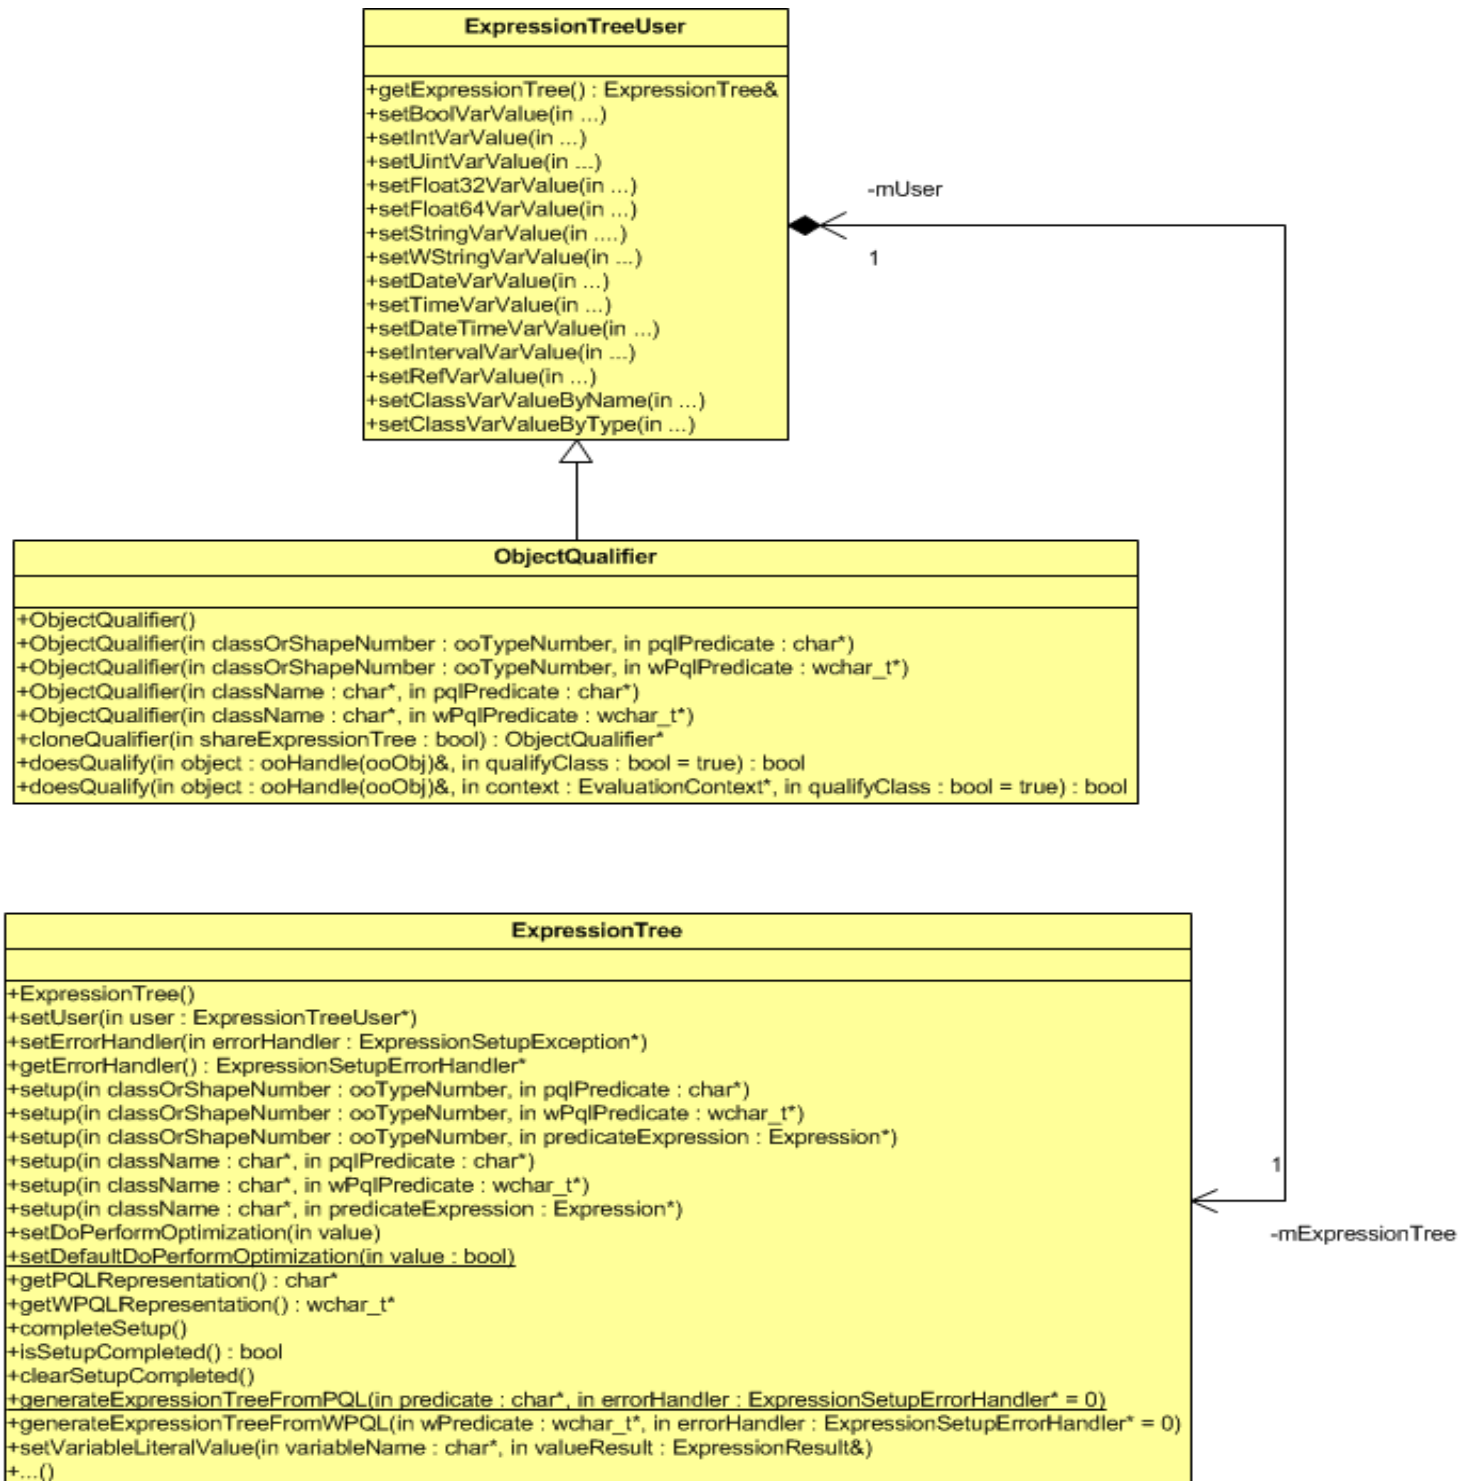 ExpressionTreeUser
+getExpressionTree() : ExpressionTree&
+setBoolVarValue(in ...)
+setIntVarValue(in ...)
+setUintVarValue(in ...)
+setFloat32VarValue(in ...)
+setFloat64VarValue(in ...)
+setStringVarValue(in ....)
+setWStringVarValue(in ...)
+setDateVarValue(in ...)
+setTimeVarValue(in ...)
+setDateTimeVarValue(in ...)
+setIntervalVarValue(in ...)
+setRefVarValue(in ...)
+setClassVarValueByName(in ...)
+setClassVarValueByType(in ...)
-mUser
1
ObjectQualifier
+ObjectQualifier()
+ObjectQualifier(in classOrShapeNumber : ooTypeNumber, in pqlPredicate : char*)
+ObjectQualifier(in classOrShapeNumber : ooTypeNumber, in wPqlPredicate : wchar_t*)
+ObjectQualifier(in className : char*, in pqlPredicate : char*)
+ObjectQualifier(in className : char*, in wPqlPredicate : wchar_t*)
+cloneQualifier(in shareExpressionTree : bool) : ObjectQualifier*
+doesQualify(in object : ooHandle(ooObj)&, in qualifyClass : bool = true) : bool
+doesQualify(in object : ooHandle(ooObj)&, in context : EvaluationContext*, in qualifyClass : bool = true) : bool
ExpressionTree
+ExpressionTree()
+setUser(in user : ExpressionTreeUser*)
+setErrorHandler(in errorHandler : ExpressionSetupException*)
+getErrorHandler() : ExpressionSetupErrorHandler*
+setup(in classOrShapeNumber : ooTypeNumber, in pqlPredicate : char*)
+setup(in classOrShapeNumber : ooTypeNumber, in wPqlPredicate : wchar_t*)
+setup(in classOrShapeNumber : ooTypeNumber, in predicateExpression : Expression*)
+setup(in className : char*, in pqlPredicate : char*)
+setup(in className : char*, in wPqlPredicate : wchar_t*)
+setup(in className : char*, in predicateExpression : Expression*)
+setDoPerformOptimization(in value)
+setDefaultDoPerformOptimization(in value : bool)
+getPQLRepresentation() : char*
+getWPQLRepresentation() : wchar_t*
+completeSetup()
+isSetupCompleted() : bool
+clearSetupCompleted()
+generateExpressionTreeFromPQL(in predicate : char*, in errorHandler : ExpressionSetupErrorHandler* = 0)
+generateExpressionTreeFromWPQL(in wPredicate : wchar_t*, in errorHandler : ExpressionSetupErrorHandler* = 0)
+setVariableLiteralValue(in variableName : char*, in valueResult : ExpressionResult&)
+...()
1
-mExpressionTree